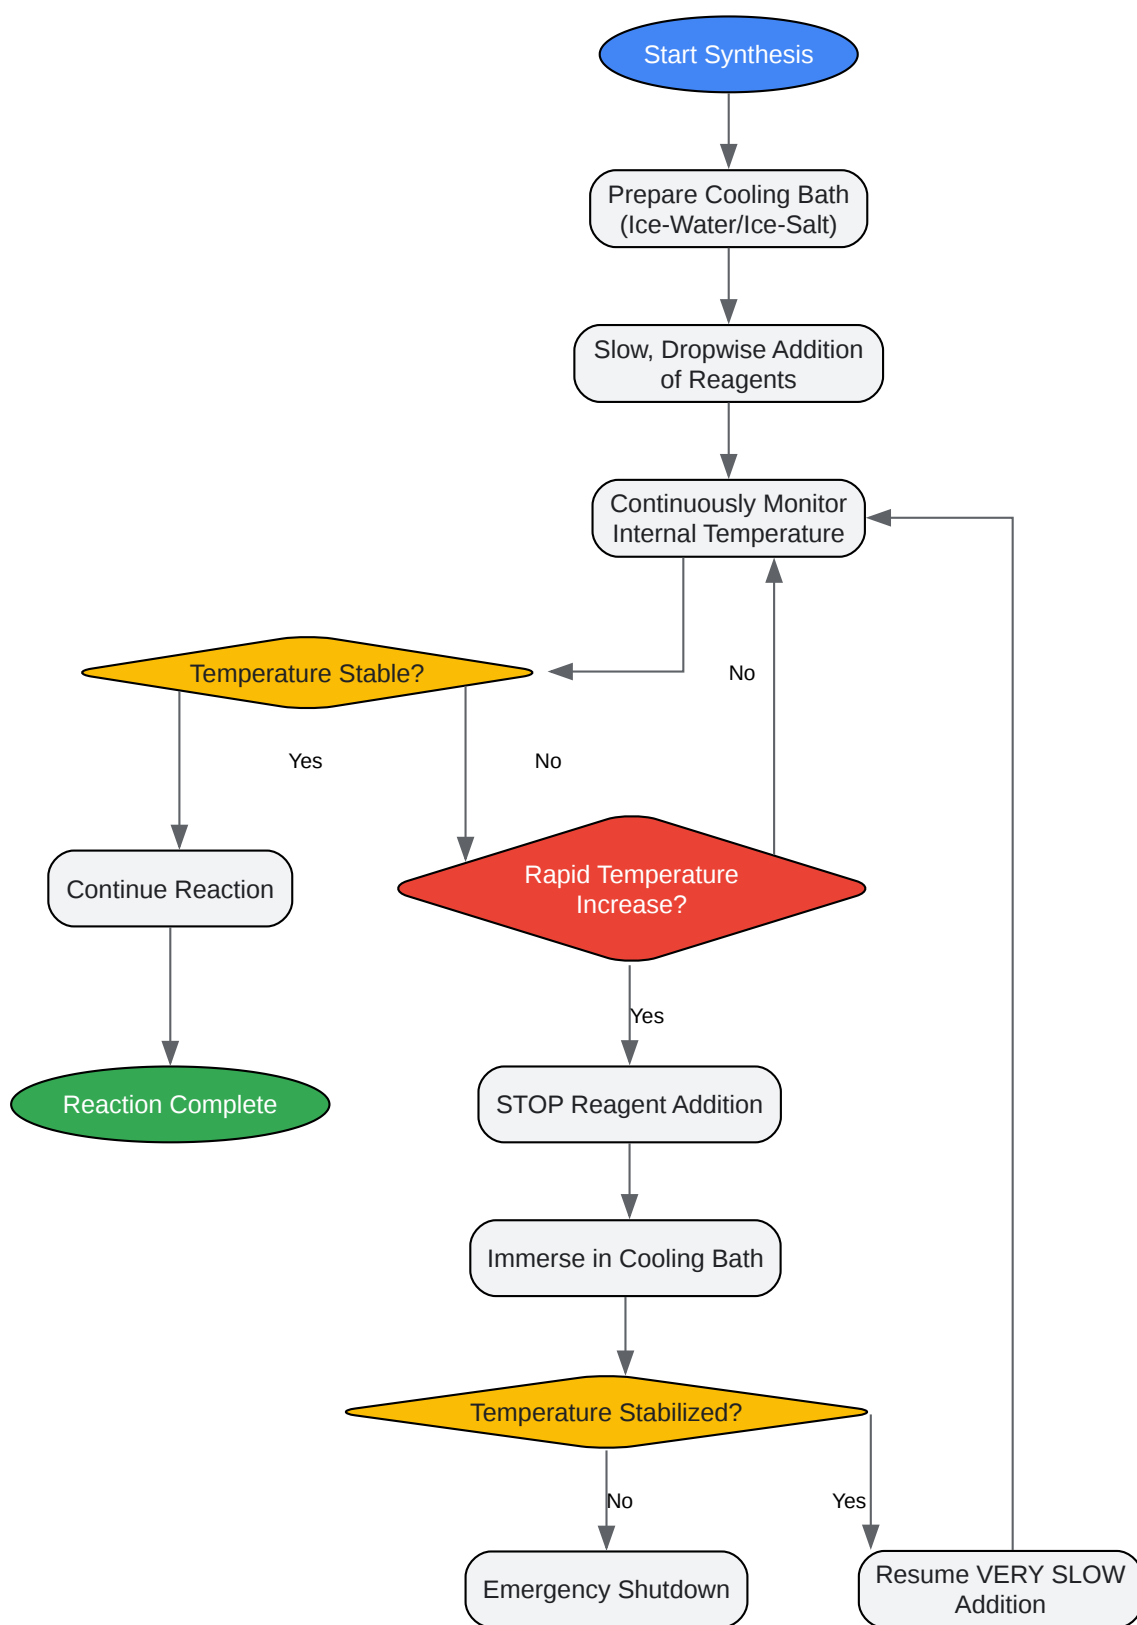 Start Synthesis
Prepare Cooling Bath
(Ice-Water/Ice-Salt)
Slow, Dropwise Addition
of Reagents
Continuously Monitor
Internal Temperature
Temperature Stable?
No
Yes
No
Rapid Temperature
Increase?
Continue Reaction
Yes
Reaction Complete
STOP Reagent Addition
Immerse in Cooling Bath
Temperature Stabilized?
No
Yes
Emergency Shutdown
Resume VERY SLOW
Addition